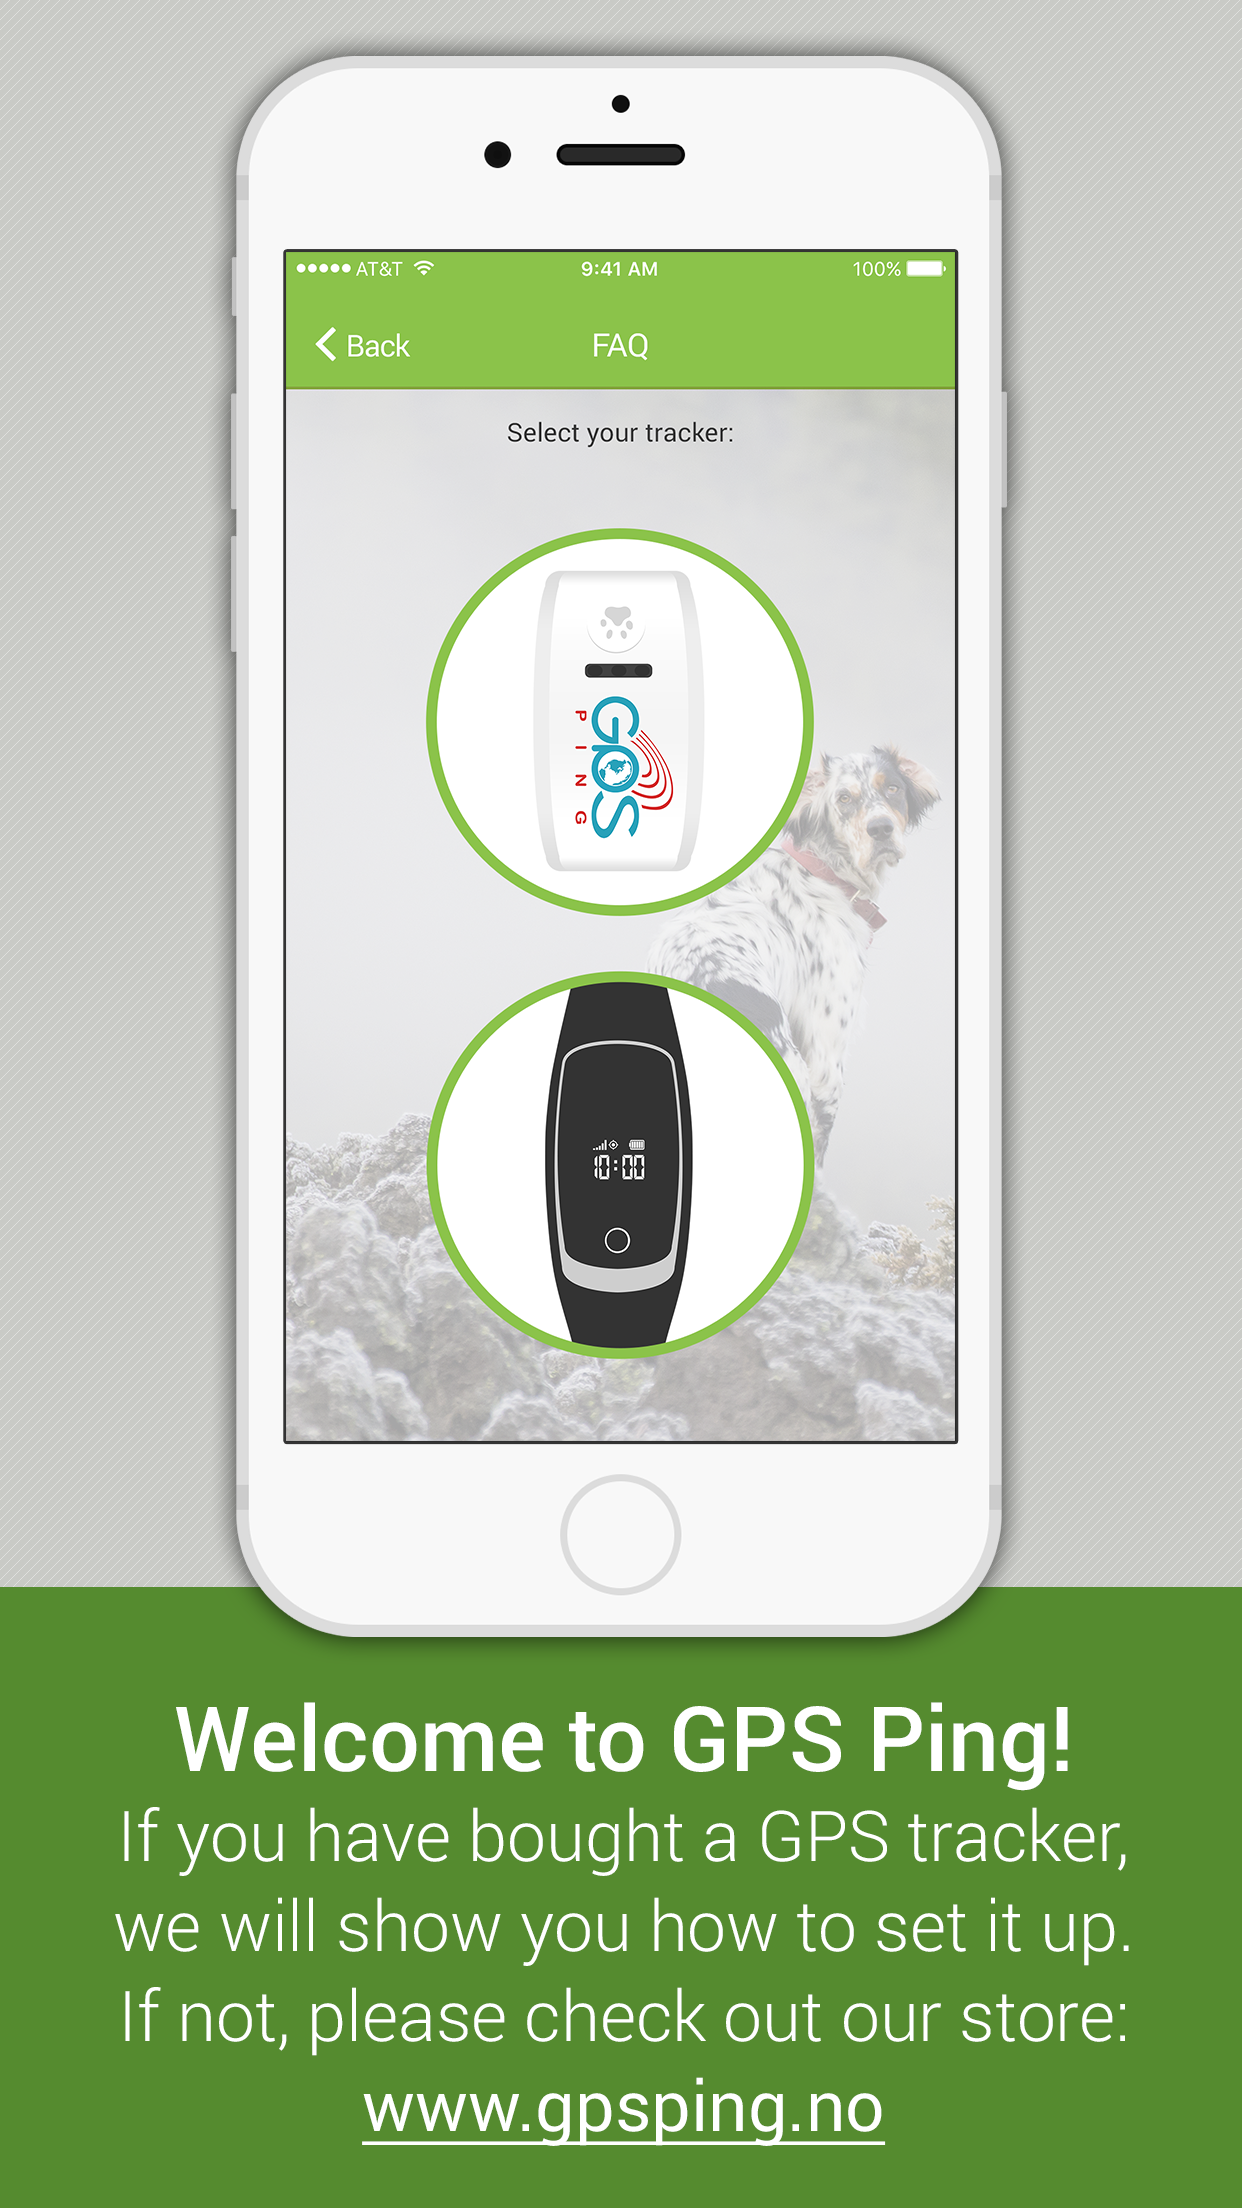 AT&T 9:41 AM 100%
Back FAQ
Select your tracker:
GPS
PING
10:00
Welcome to GPS Ping!
If you have bought a GPS tracker,
we will show you how to set it up.
If not, please check out our store:
www.gpsping.no